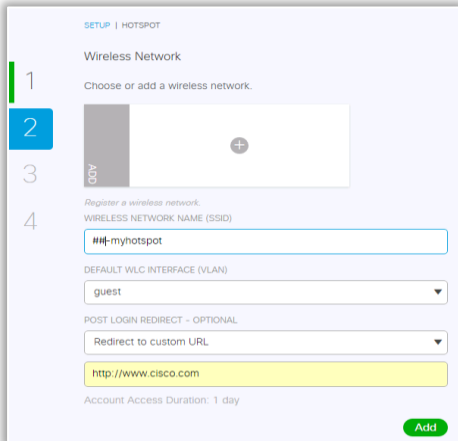 SETUP | HOTSPOT
Wireless Network
1
Choose or add a wireless network.
2
ADD
3
Register a wireless network.
4
WIRELESS NETWORK NAME (SSID)
##-myhotspot
DEFAULT WLC INTERFACE (VLAN)
guest
POST LOGIN REDIRECT - OPTIONAL
Redirect to custom URL
http://www.cisco.com
Account Access Duration: 1 day
Add